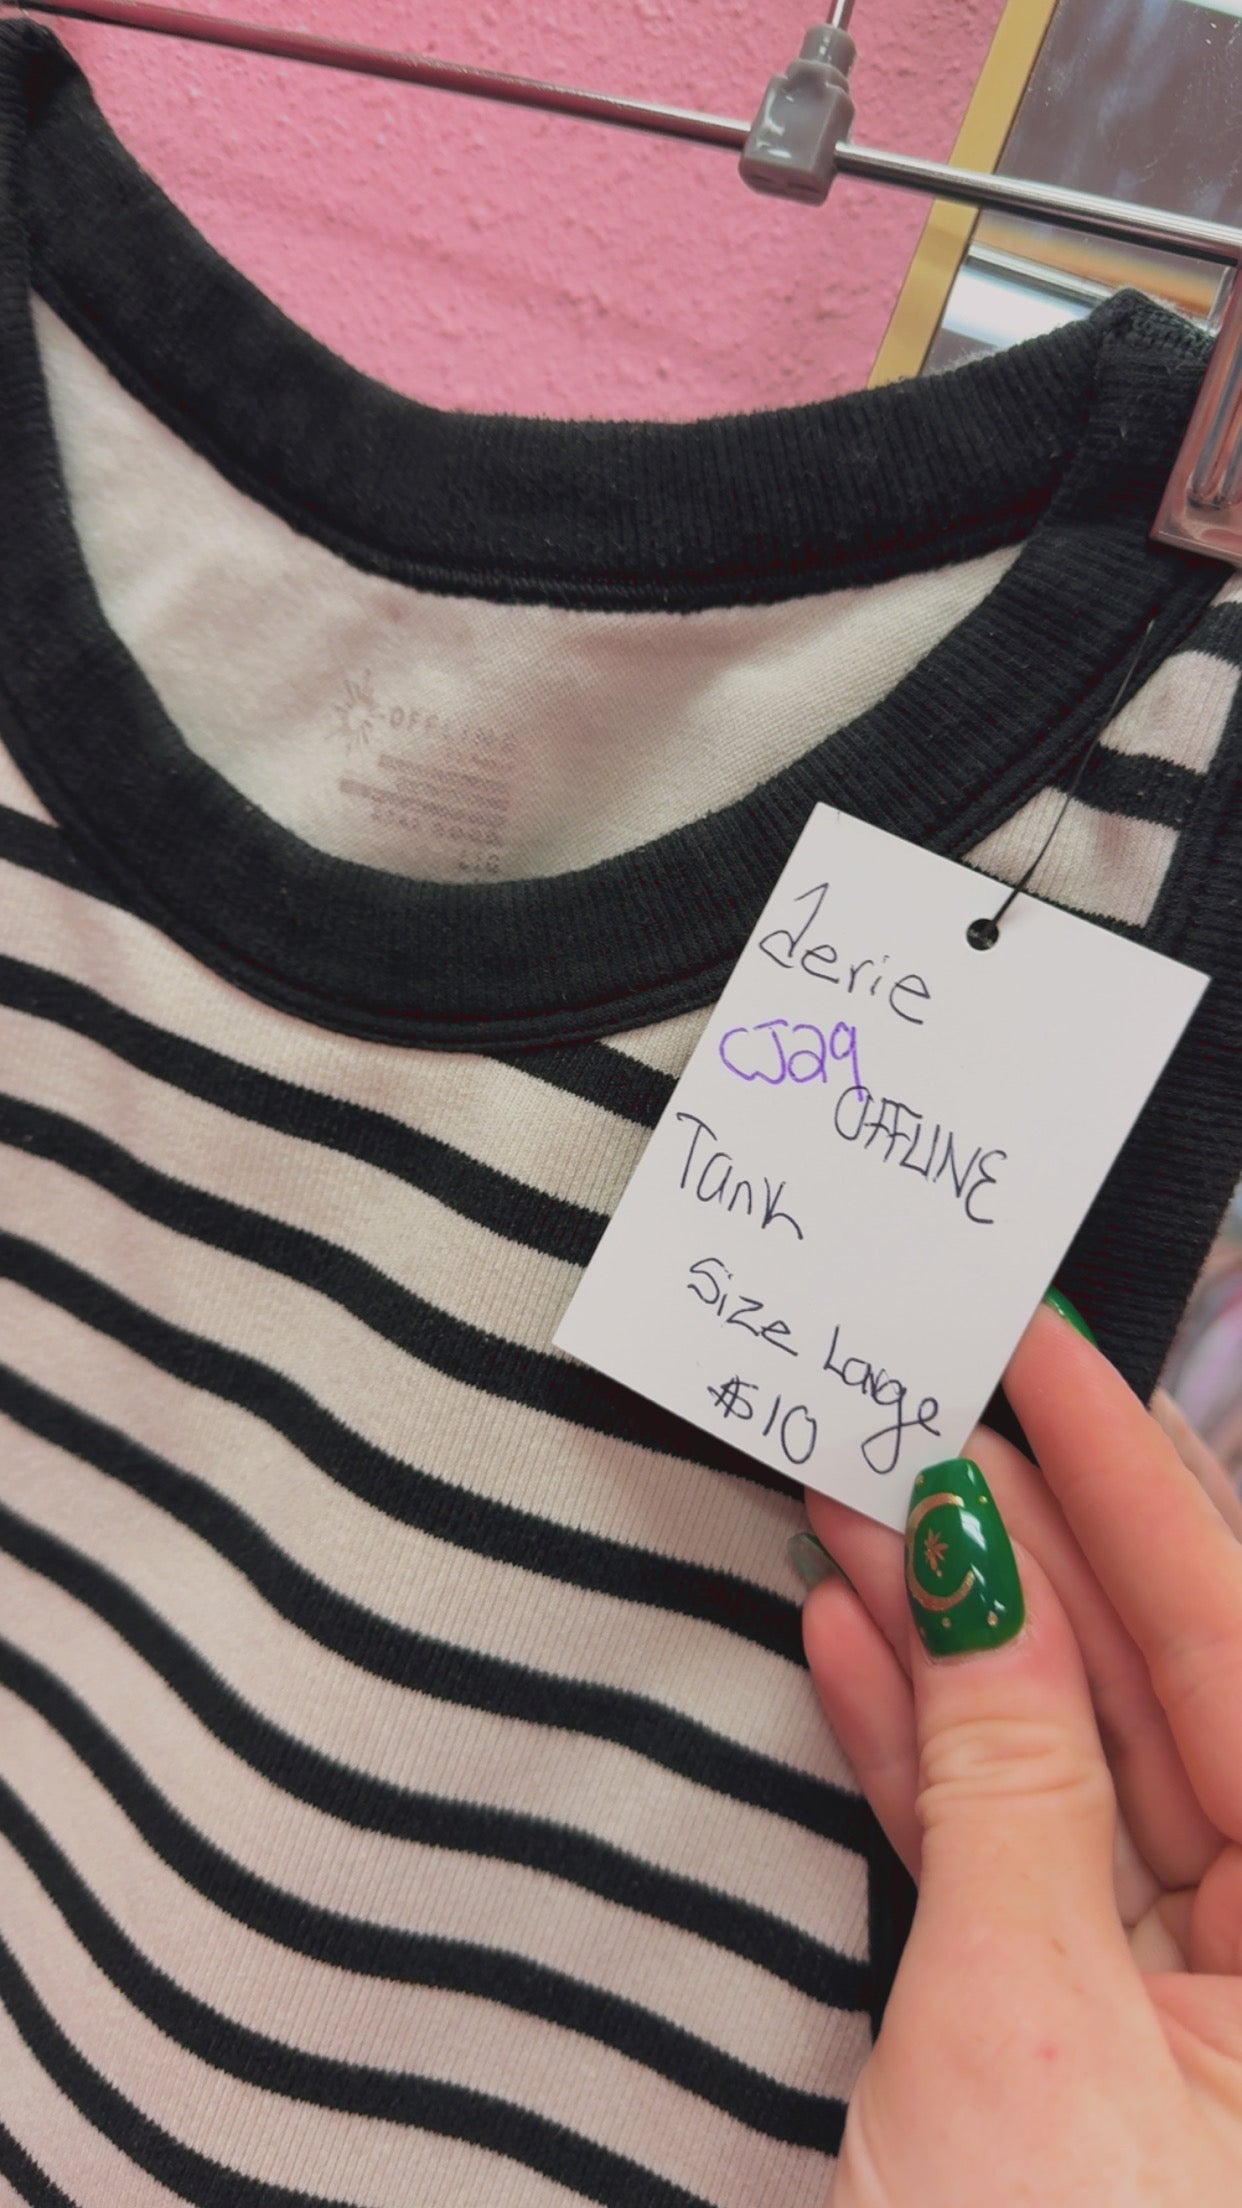 OFFLINE
Aerie
CJ29
OFFLINE
Tank
Size Large
$10